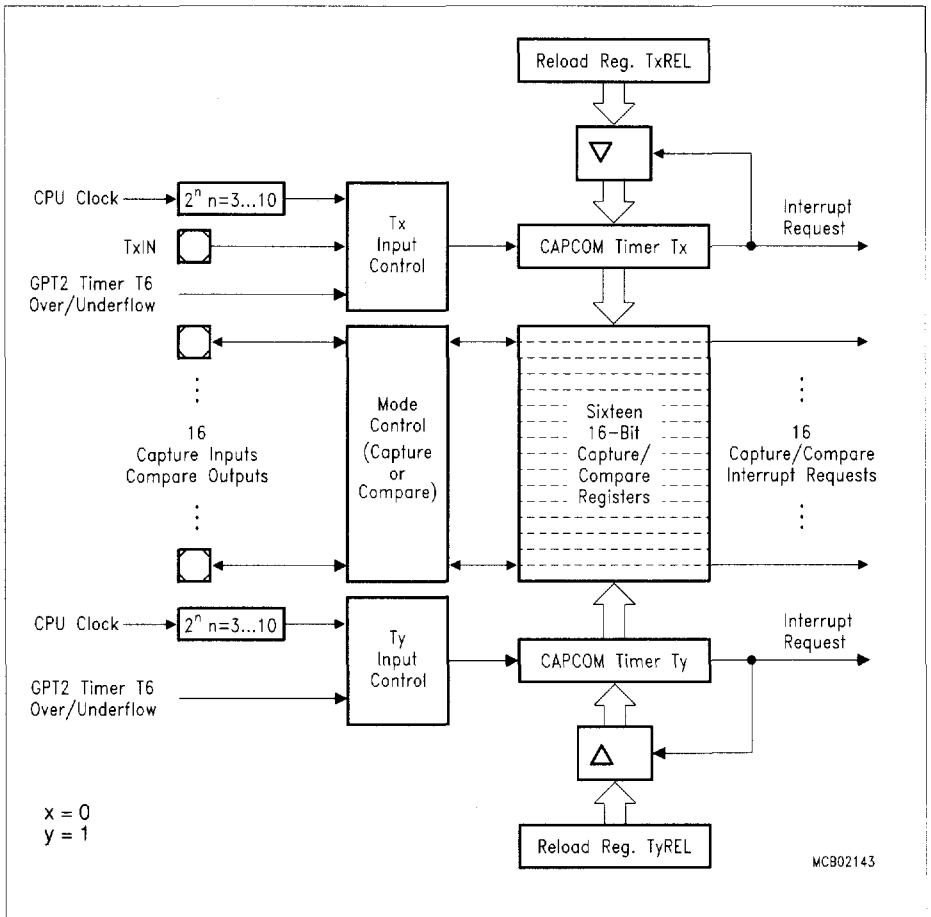 Reload Reg. TxREL
CPU Clock
2ⁿ n=3...10
Tx
Input
Control
TxIN
GPT2 Timer T6
Over/Underflow
CAPCOM Timer Tx
Interrupt
Request
16
Capture Inputs
Compare Outputs
Mode
Control
(Capture
or
Compare)
Sixteen
16-Bit
Capture/
Compare
Registers
16
Capture/Compare
Interrupt Requests
CPU Clock
2ⁿ n=3...10
Ty
Input
Control
GPT2 Timer T6
Over/Underflow
CAPCOM Timer Ty
Interrupt
Request
Reload Reg. TyREL
x = 0
y = 1
MCB02143